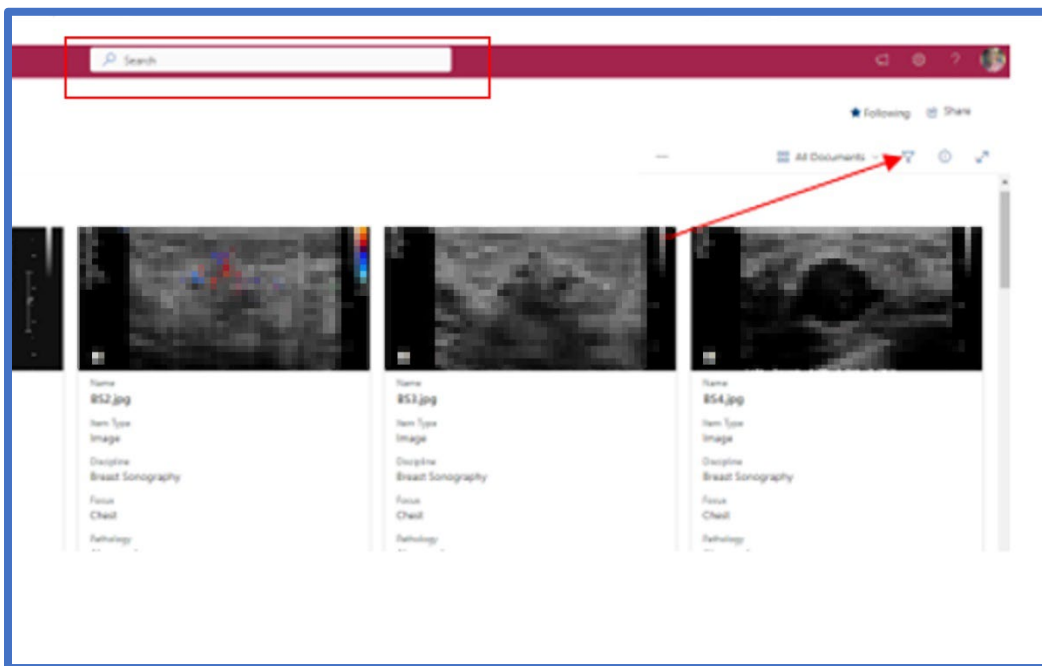 Search
?
Following Share
... All Documents
Name Name Name
BS2.jpg BS3.jpg BS4.jpg
Item Type Item Type Item Type
Image Image Image
Discipline Discipline Discipline
Breast Sonography Breast Sonography Breast Sonography
Focus Focus Focus
Chest Chest Chest
Pathology Pathology Pathology